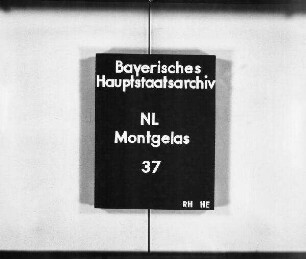 Bayerisches
Hauptstaatsarchiv
NL
Montgelas
37
RH HE